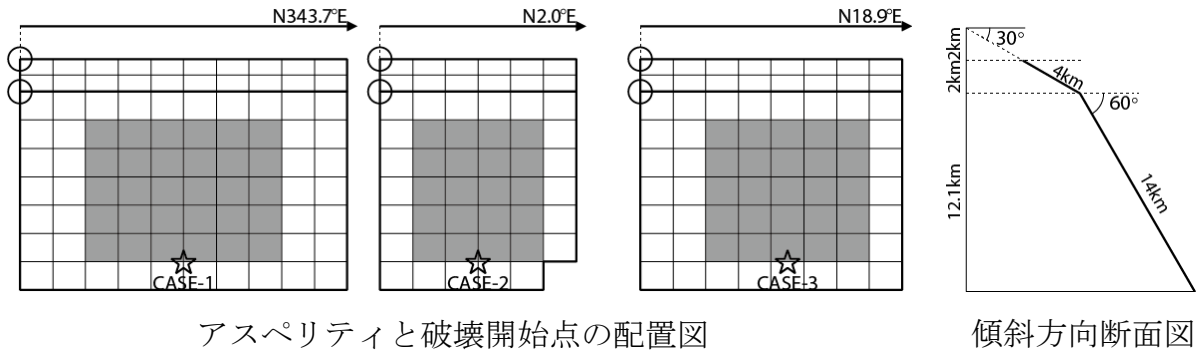 N343.7°E
N2.0°E
N18.9°E
CASE-1
CASE-2
CASE-3
30°
2km
2km
4km
60°
12.1km
14km
アスペリティと破壊開始点の配置図
傾斜方向断面図